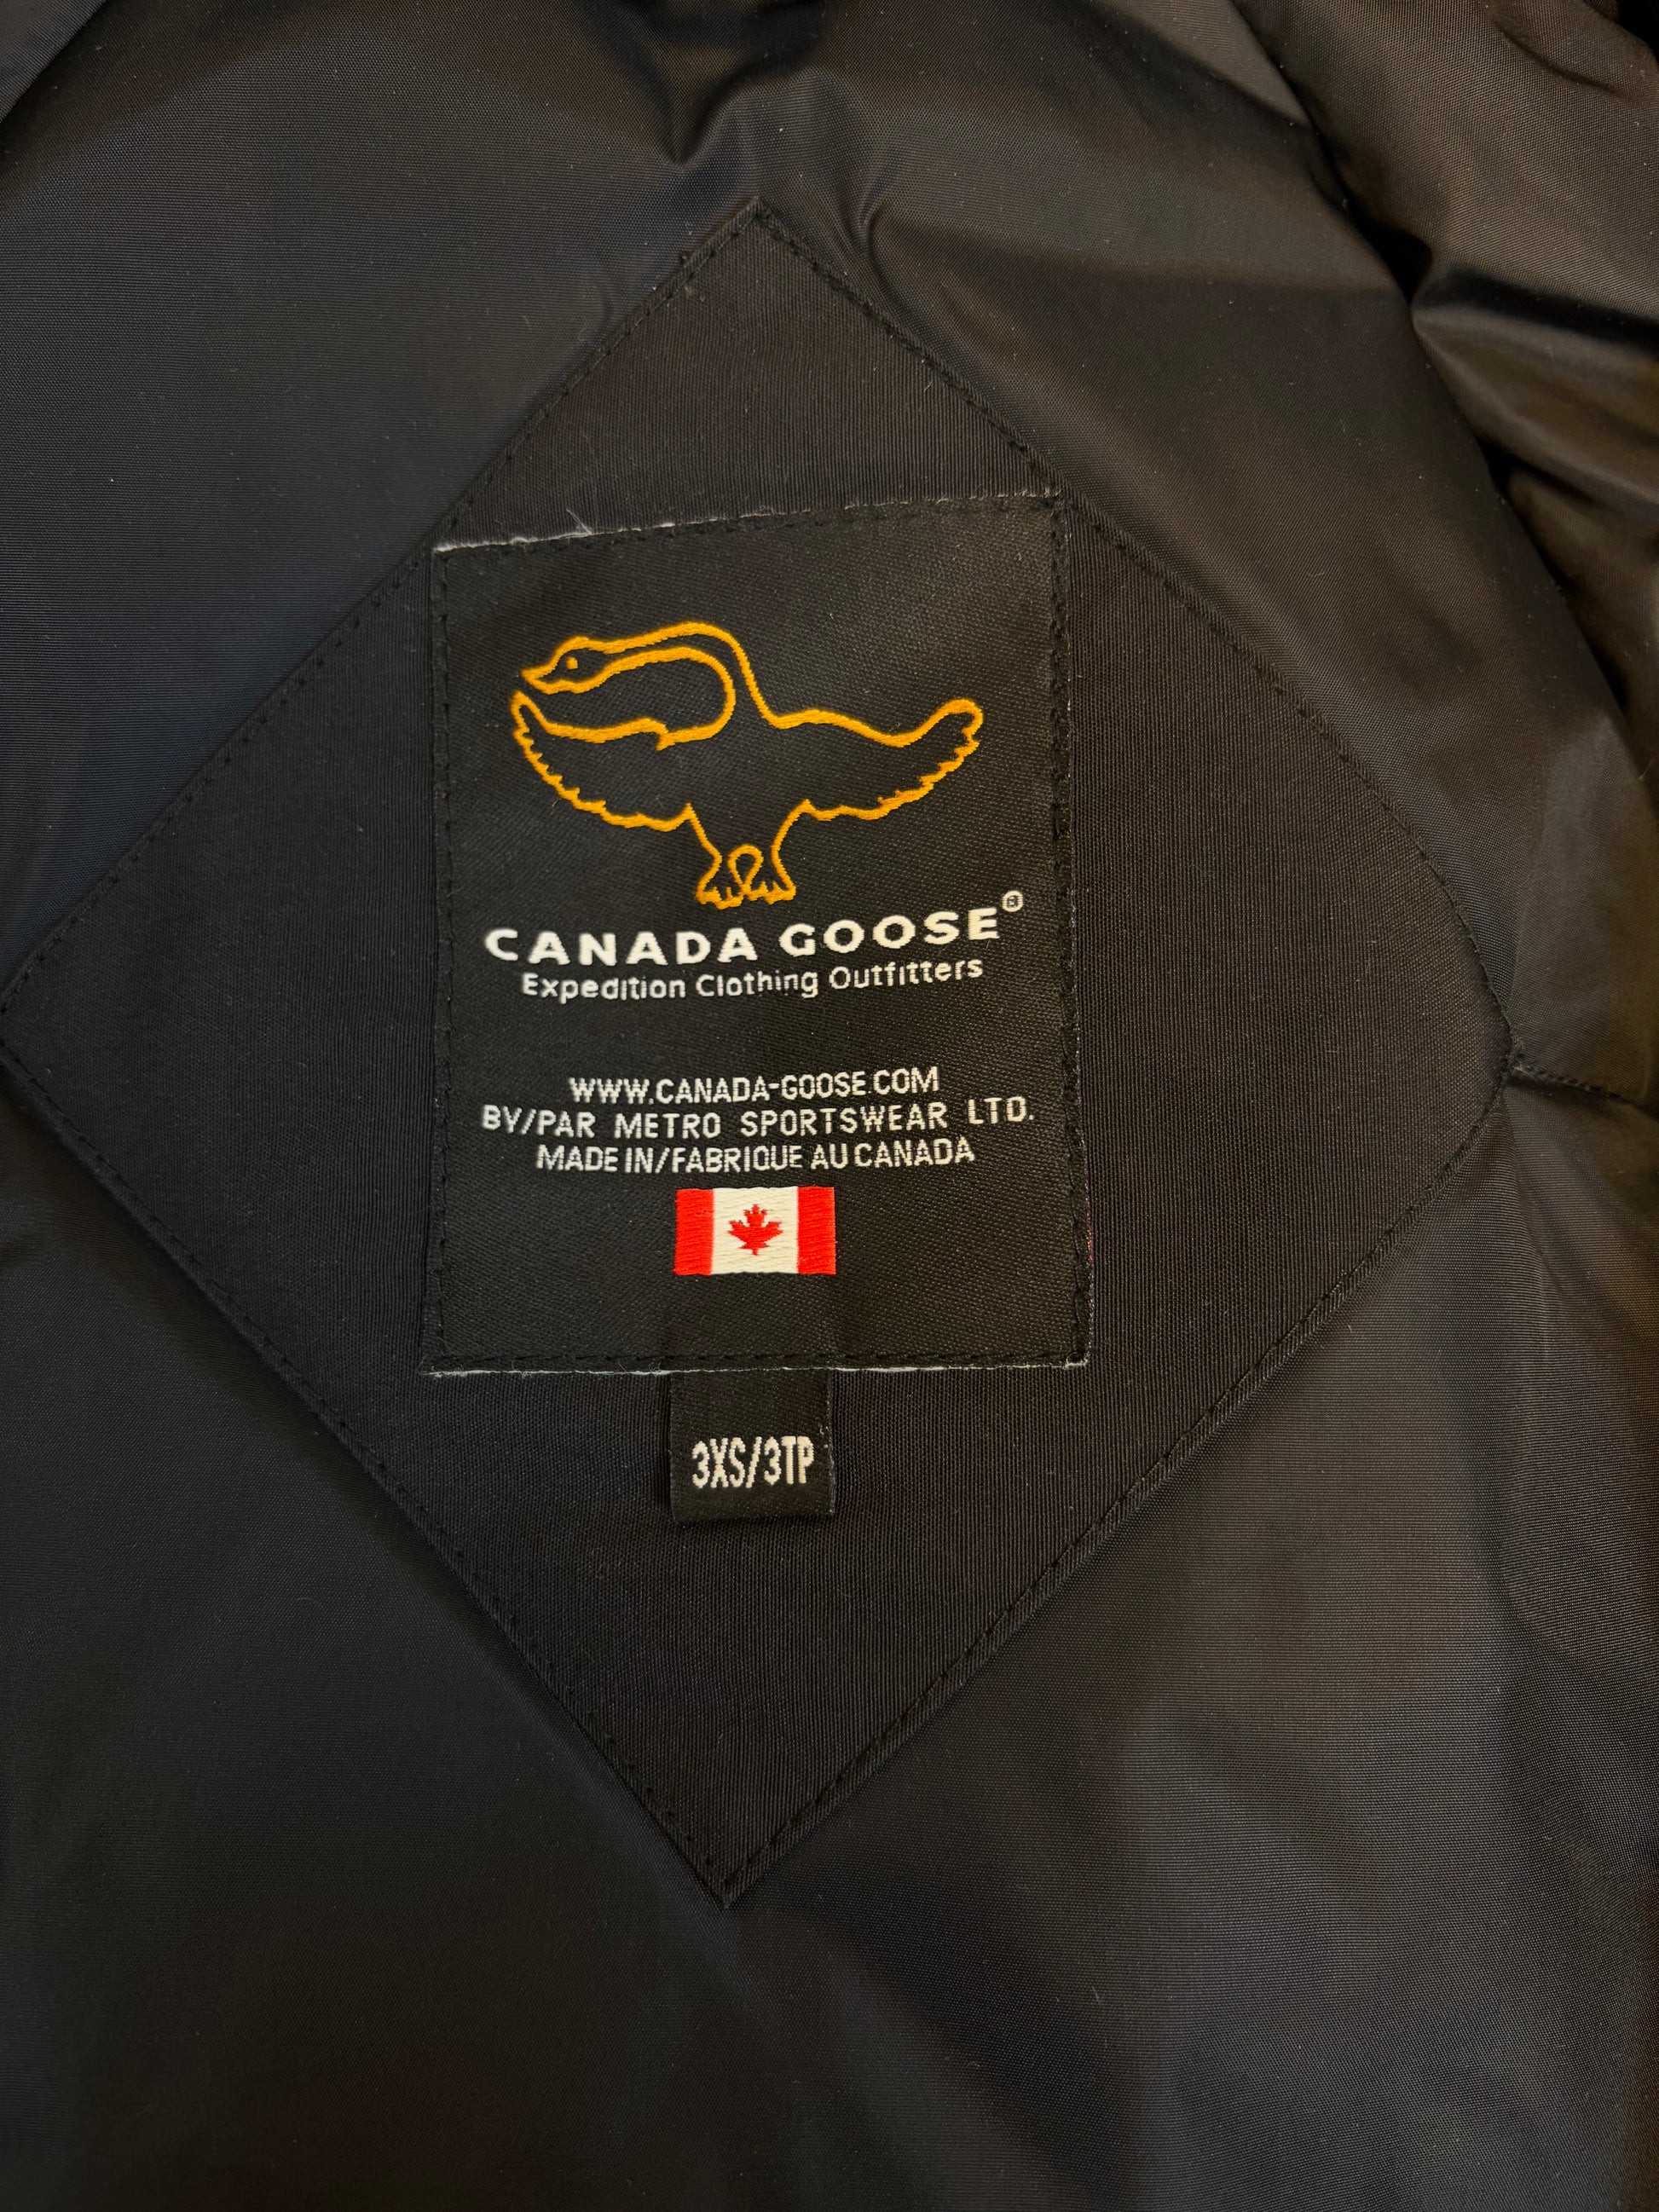 CANADA GOOSE®
Expedition Clothing Outfitters
WWW.CANADA-GOOSE.COM
BY/PAR METRO SPORTSWEAR LTD.
MADE IN/FABRIQUE AU CANADA
3XS/3TP